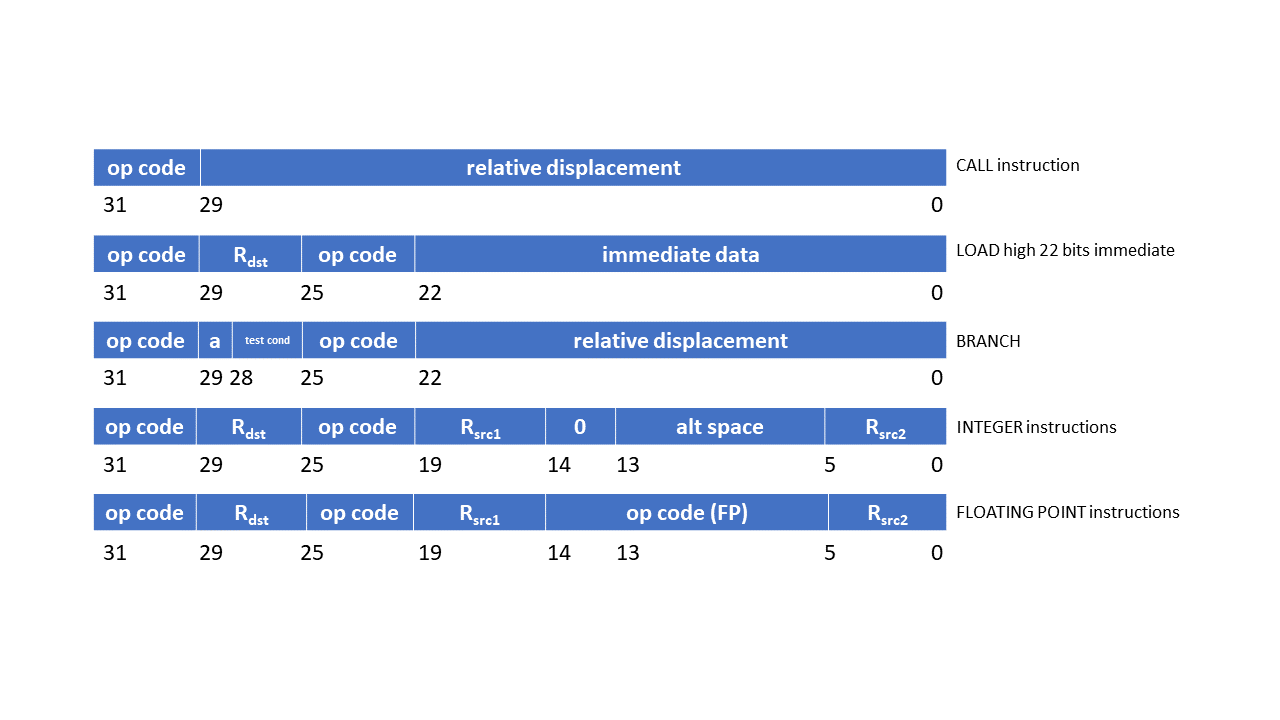 op code relative displacement CALL instruction
31 29 0
op code Rdst op code immediate data LOAD high 22 bits immediate
31 29 25 22 0
op code a test cond op code relative displacement BRANCH
31 29 28 25 22 0
op code Rdst op code Rsrc1 0 alt space Rsrc2 INTEGER instructions
31 29 25 19 14 13 5 0
op code Rdst op code Rsrc1 op code (FP) Rsrc2 FLOATING POINT instructions
31 29 25 19 14 13 5 0